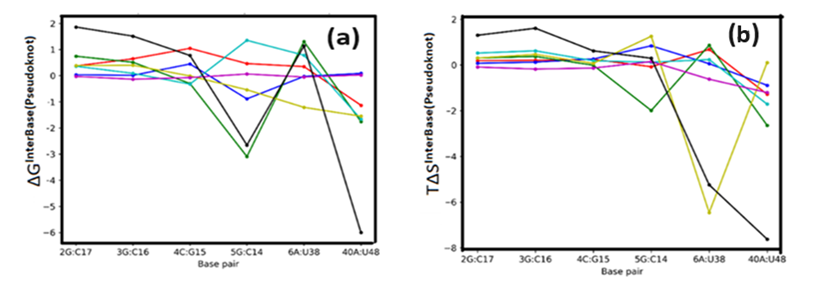 (a)
ΔG^InterBase(Pseudoknot)
2
1
0
−1
−2
−3
−4
−5
−6
2G:C17 3G:C16 4C:G15 5G:C14 6A:U38 40A:U48
Base pair
(b)
TΔS^InterBase(Pseudoknot)
2
0
−2
−4
−6
−8
2G:C17 3G:C16 4C:G15 5G:C14 6A:U38 40A:U48
Base pair